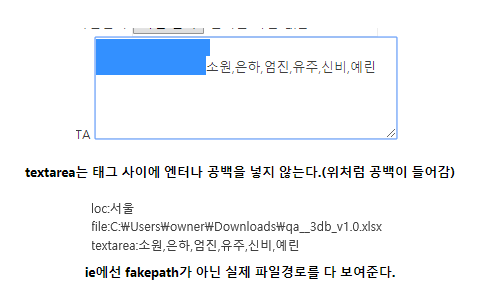 소원,은하,엄진,유주,신비,예린
TA
textarea는 태그 사이에 엔터나 공백을 넣지 않는다.(위처럼 공백이 들어감)
loc:서울
file:C:₩Users₩owner₩Downloads₩qa__3db_v1.0.xlsx
textarea:소원,은하,엄진,유주,신비,예린
ie에선 fakepath가 아닌 실제 파일경로를 다 보여준다.